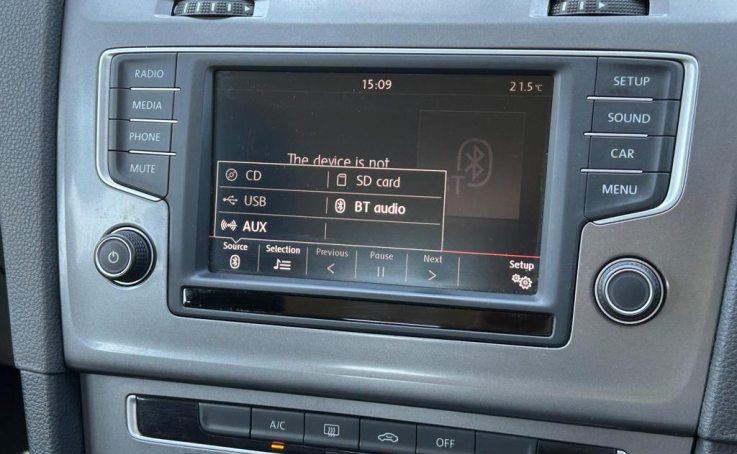 RADIO
MEDIA
PHONE
MUTE
15:09
21.5°C
The device is not
CD
SD card
USB
BT audio
AUX
Source
Selection
Previous
Pause
Next
Setup
SETUP
SOUND
CAR
MENU
A/C
OFF